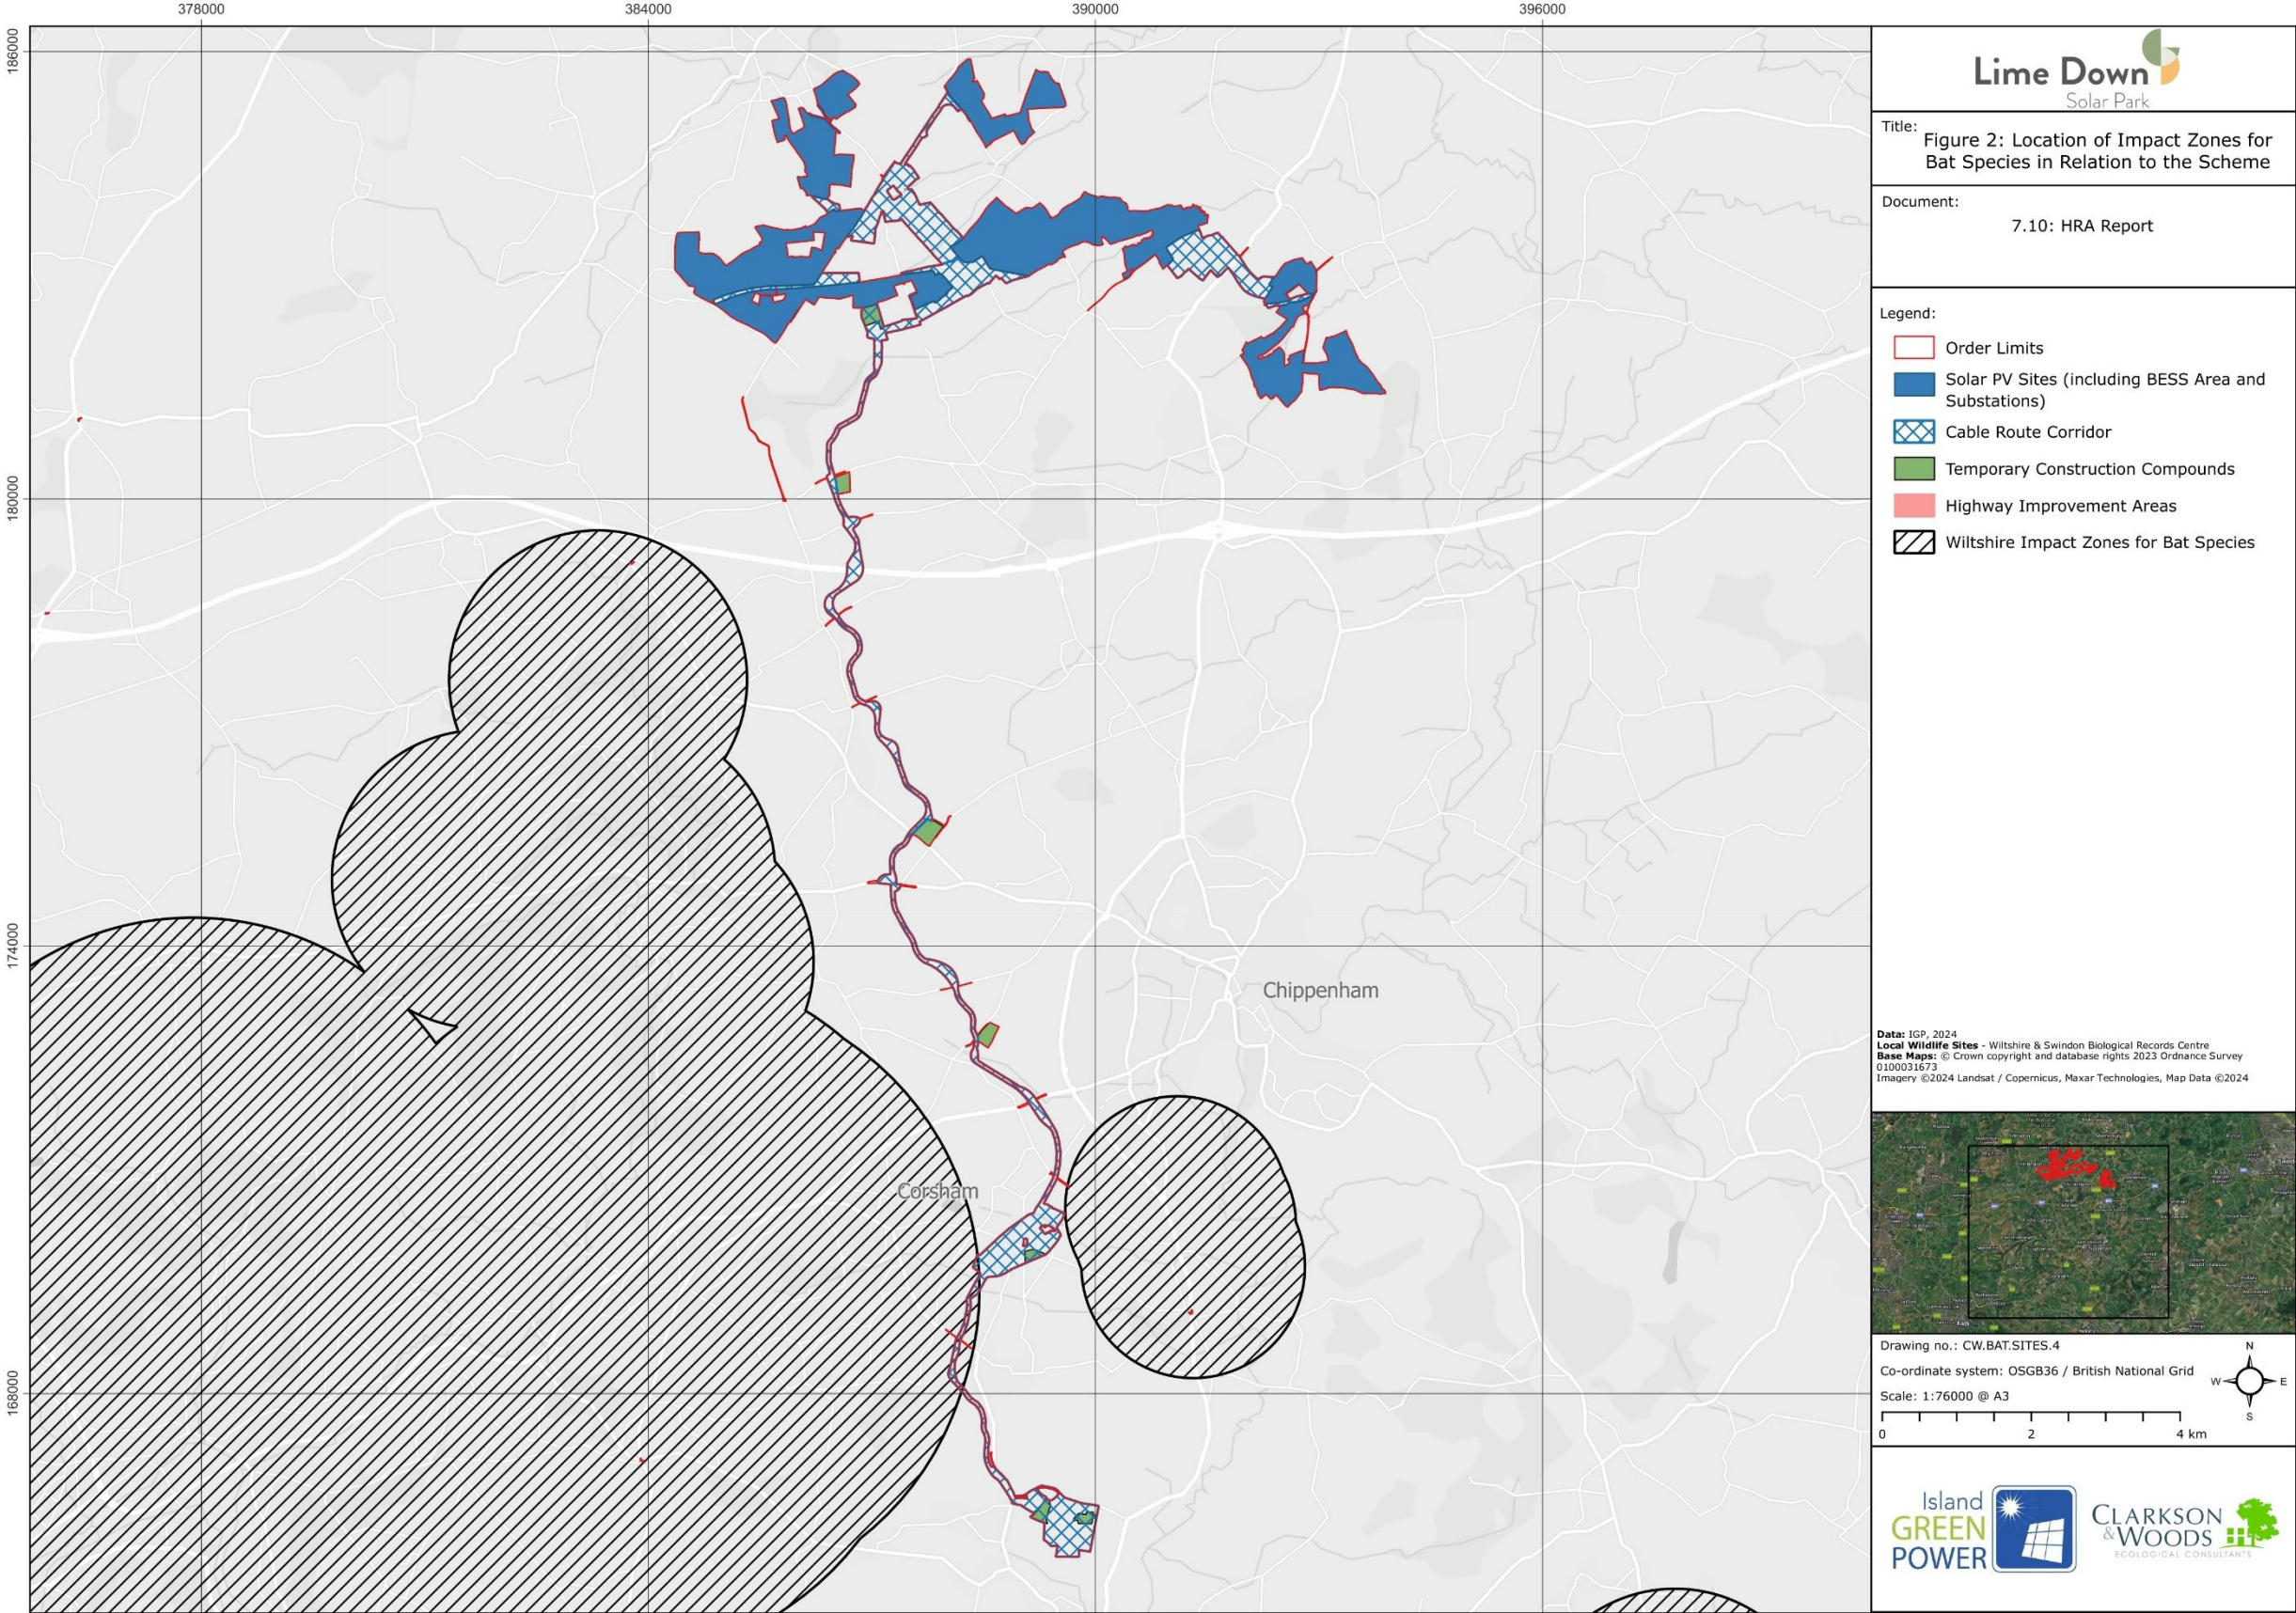 378000
384000
390000
396000
186000
180000
174000
168000
Chippenham
Corsham
Lime Down
Solar Park
Title:
Figure 2: Location of Impact Zones for
Bat Species in Relation to the Scheme
Document:
7.10: HRA Report
Legend:
Order Limits
Solar PV Sites (including BESS Area and
Substations)
Cable Route Corridor
Temporary Construction Compounds
Highway Improvement Areas
Wiltshire Impact Zones for Bat Species
Data: IGP, 2024
Local Wildlife Sites - Wiltshire & Swindon Biological Records Centre
Base Maps: © Crown copyright and database rights 2023 Ordnance Survey
0100031673
Imagery ©2024 Landsat / Copernicus, Maxar Technologies, Map Data ©2024
Drawing no.: CW.BAT.SITES.4
Co-ordinate system: OSGB36 / British National Grid
Scale: 1:76000 @ A3
N
W
E
S
0 2 4 km
Island
GREEN
POWER
CLARKSON
& WOODS
ECOLOGICAL CONSULTANTS